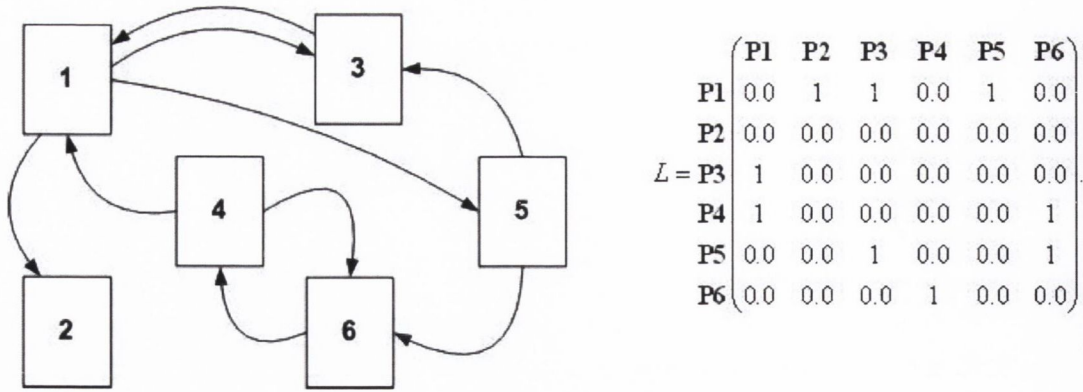 1
3
4
5
2
6
P1 P2 P3 P4 P5 P6
P1 0.0 1 1 0.0 1 0.0
P2 0.0 0.0 0.0 0.0 0.0 0.0
L = P3 1 0.0 0.0 0.0 0.0 0.0 .
P4 1 0.0 0.0 0.0 0.0 1
P5 0.0 0.0 1 0.0 0.0 1
P6 0.0 0.0 0.0 1 0.0 0.0